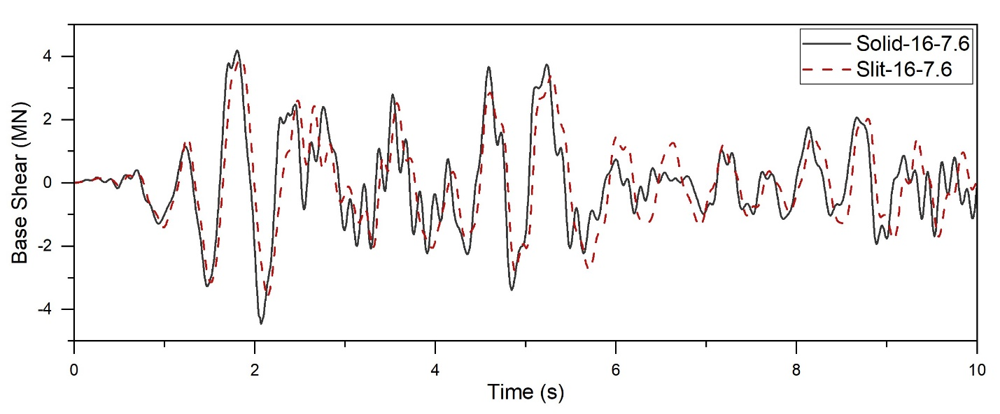 Solid-16-7.6
Slit-16-7.6
Base Shear (MN)
4
2
0
-2
-4
0 2 4 6 8 10
Time (s)